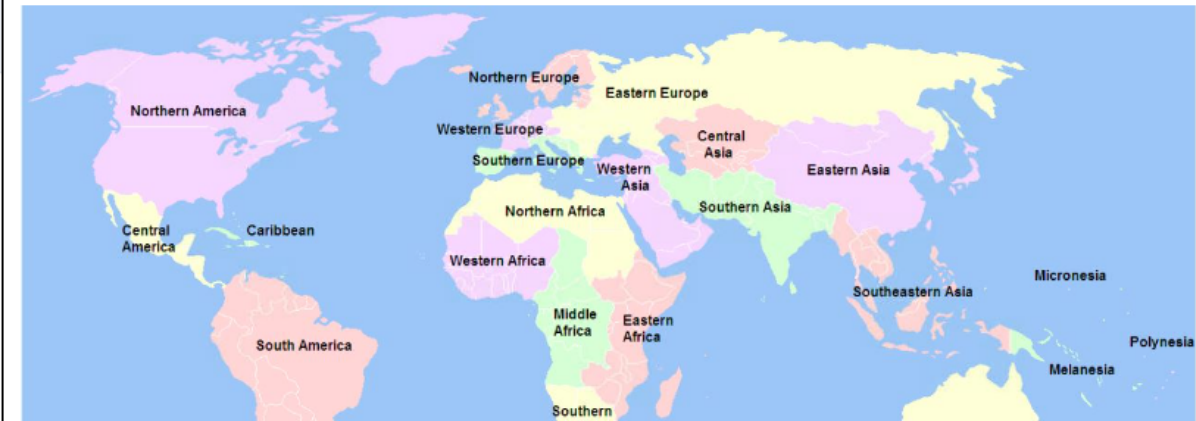 Northern Europe
Eastern Europe
Northern America
Western Europe
Central
Asia
Southern Europe
Western
Asia
Eastern Asia
Southern Asia
Northern Africa
Central
America
Caribbean
Western Africa
Micronesia
Southeastern Asia
Middle
Africa
Eastern
Africa
South America
Polynesia
Melanesia
Southern